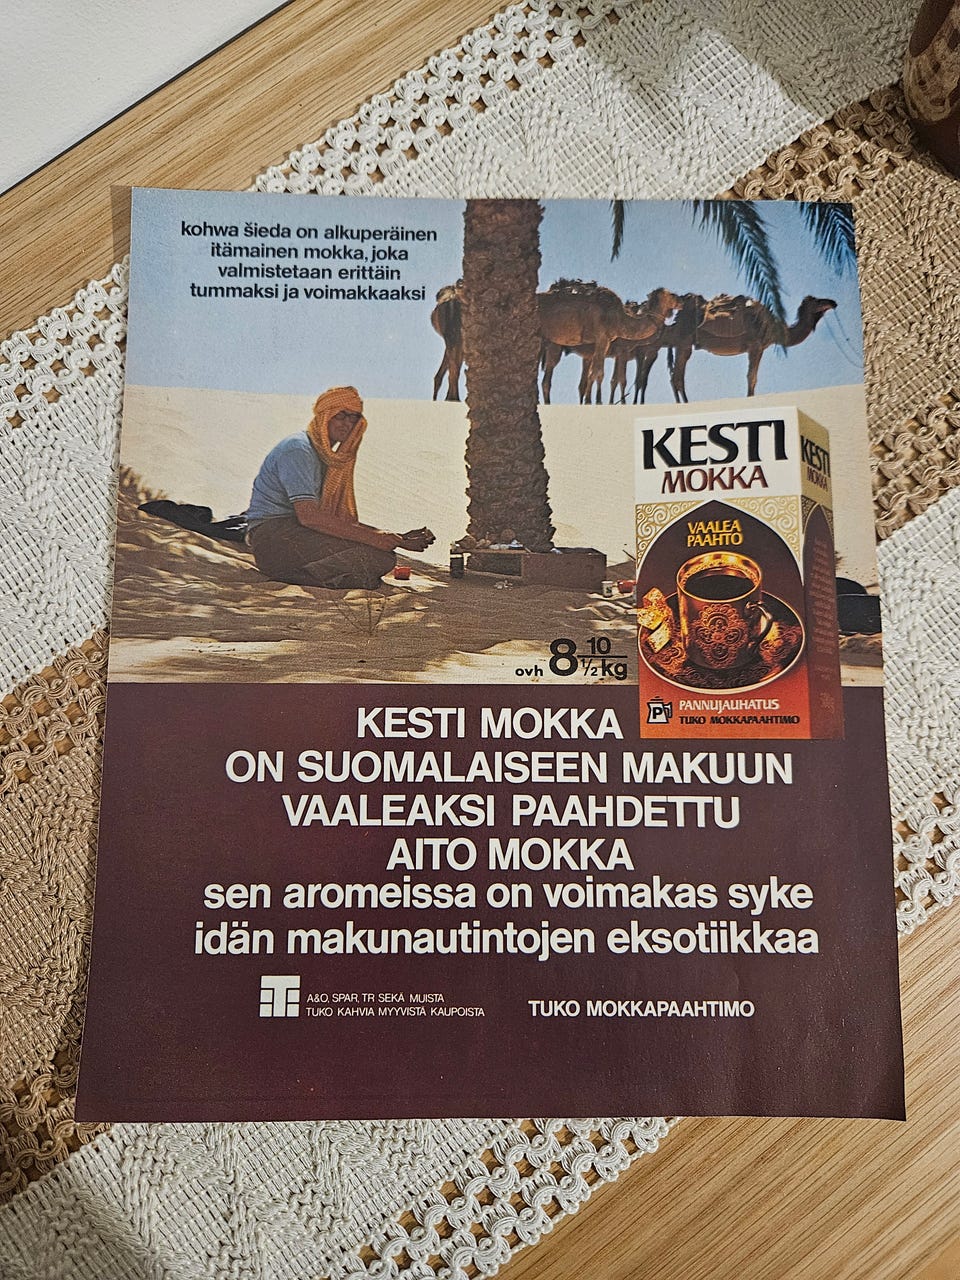 kohwa šieda on alkuperäinen
itämainen mokka, joka
valmistetaan erittäin
tummaksi ja voimakkaaksi
KESTI
MOKKA
KESTI
MOKKA
VAALEA
PAAHTO
ovh 8 10
½ kg
P
PANNUJAUHATUS
TUKO MOKKAPAAHTIMO
KESTI MOKKA
ON SUOMALAISEEN MAKUUN
VAALEAKSI PAAHDETTU
AITO MOKKA
sen aromeissa on voimakas syke
idän makunautintojen eksotiikkaa
A&O, SPAR, TR SEKÄ MUISTA
TUKO KAHVIA MYYVISTÄ KAUPOISTA
TUKO MOKKAPAAHTIMO